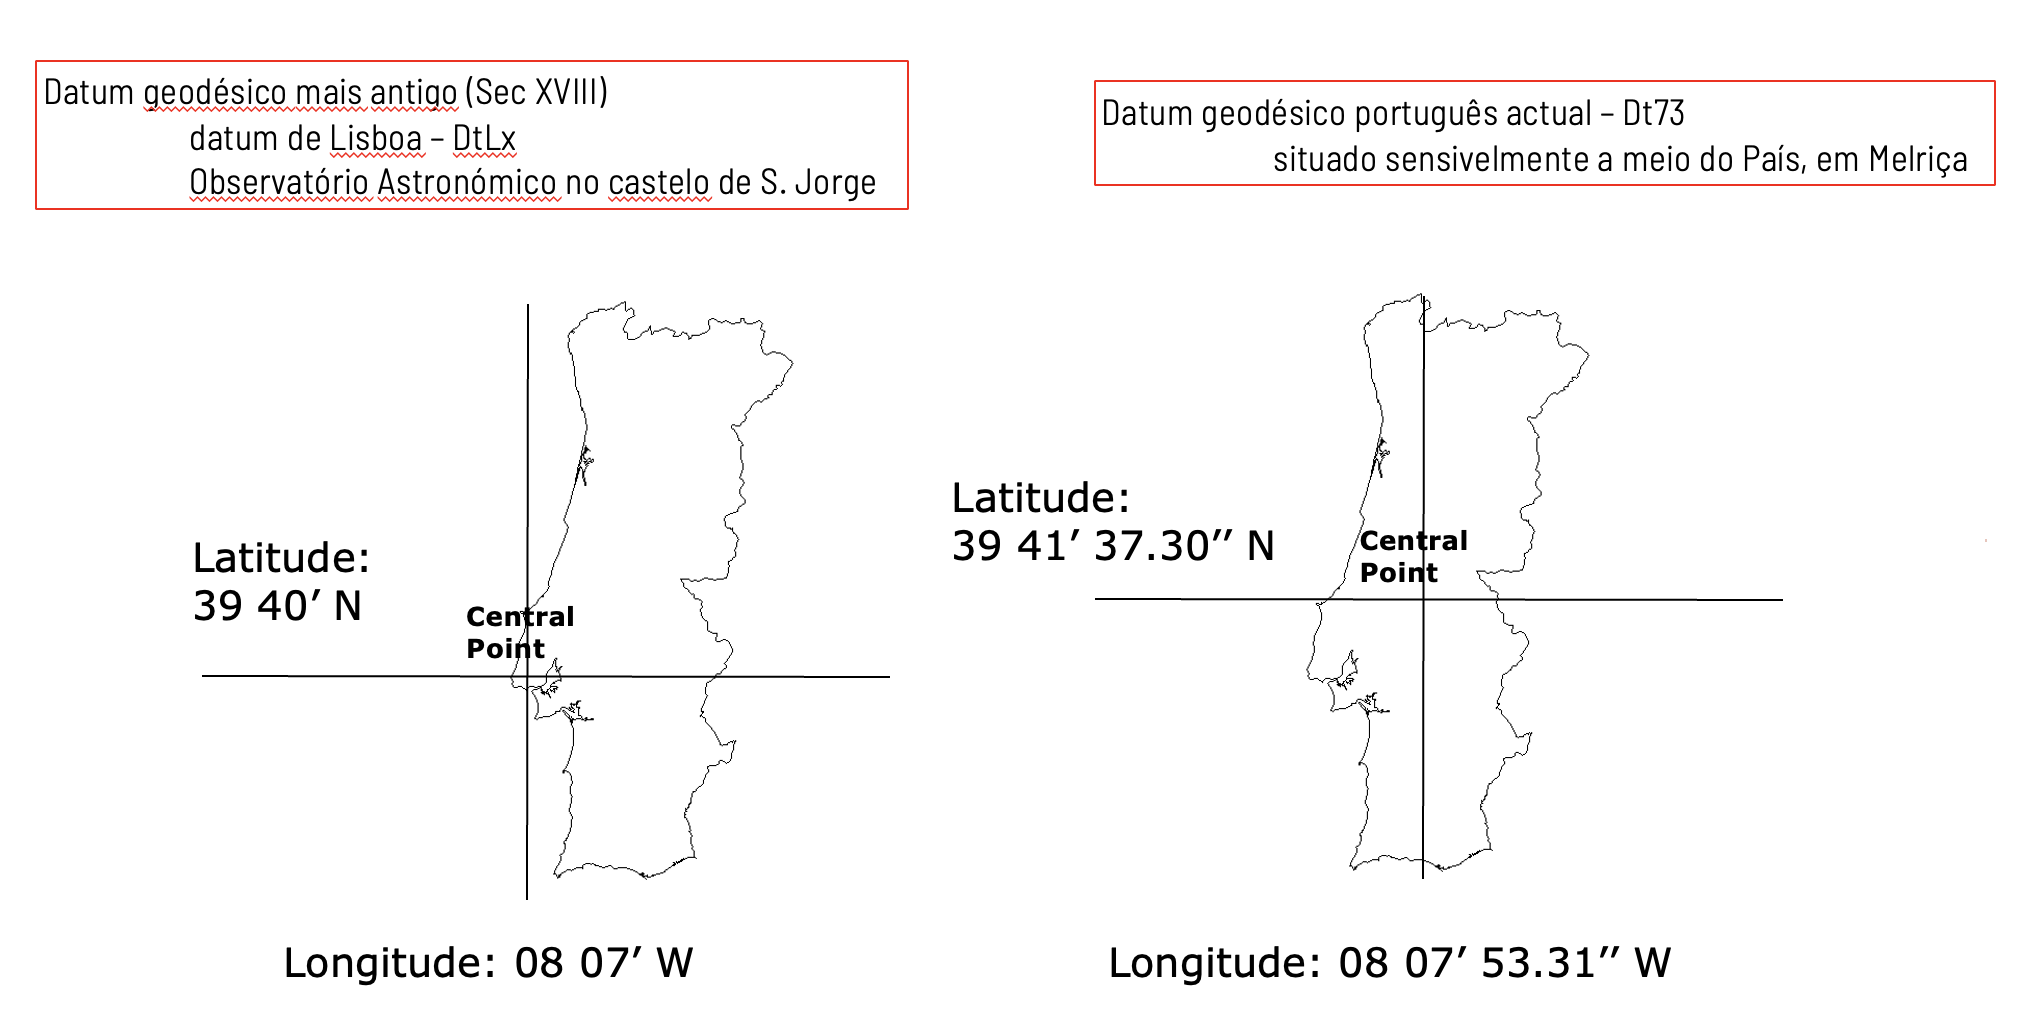 Datum geodésico mais antigo (Sec XVIII)
datum de Lisboa – DtLx
Observatório Astronómico no castelo de S. Jorge
Datum geodésico português actual – Dt73
situado sensivelmente a meio do País, em Melriça
Latitude:
39 40’ N
Central
Point
Longitude: 08 07’ W
Latitude:
39 41’ 37.30’’ N
Central
Point
Longitude: 08 07’ 53.31’’ W